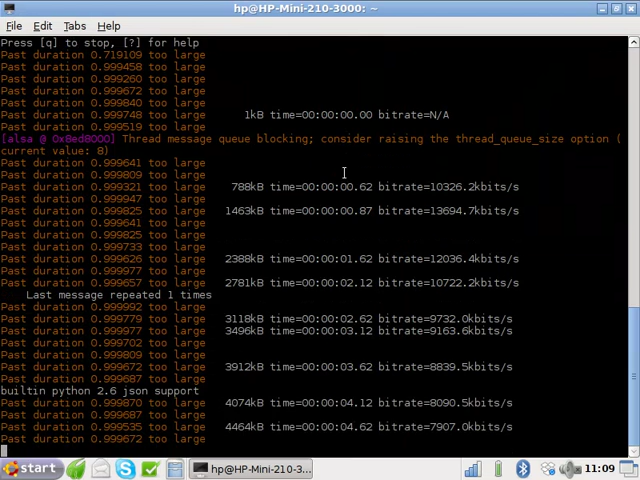 hp@HP-Mini-210-3000: ~
File Edit Tabs Help
Press [q] to stop, [?] for help
Past duration 0.719109 too large
Past duration 0.999458 too large
Past duration 0.999260 too large
Past duration 0.999672 too large
Past duration 0.999840 too large
Past duration 0.999748 too large 1kB time=00:00:00.00 bitrate=N/A
Past duration 0.999519 too large
[alsa @ 0x8ed8000] Thread message queue blocking; consider raising the thread_queue_size option (
current value: 8)
Past duration 0.999641 too large
Past duration 0.999809 too large
Past duration 0.999321 too large 788kB time=00:00:00.62 bitrate=10326.2kbits/s
Past duration 0.999947 too large
Past duration 0.999825 too large 1463kB time=00:00:00.87 bitrate=13694.7kbits/s
Past duration 0.999641 too large
Past duration 0.999825 too large
Past duration 0.999733 too large
Past duration 0.999626 too large 2388kB time=00:00:01.62 bitrate=12036.4kbits/s
Past duration 0.999977 too large
Past duration 0.999657 too large 2781kB time=00:00:02.12 bitrate=10722.2kbits/s
Last message repeated 1 times
Past duration 0.999992 too large
Past duration 0.999779 too large 3118kB time=00:00:02.62 bitrate=9732.0kbits/s
Past duration 0.999977 too large 3496kB time=00:00:03.12 bitrate=9163.6kbits/s
Past duration 0.999702 too large
Past duration 0.999809 too large
Past duration 0.999672 too large 3912kB time=00:00:03.62 bitrate=8839.5kbits/s
Past duration 0.999687 too large
builtin python 2.6 json support
Past duration 0.999870 too large 4074kB time=00:00:04.12 bitrate=8090.5kbits/s
Past duration 0.999687 too large
Past duration 0.999535 too large 4464kB time=00:00:04.62 bitrate=7907.0kbits/s
Past duration 0.999672 too large
start hp@HP-Mini-210-3... 11:09